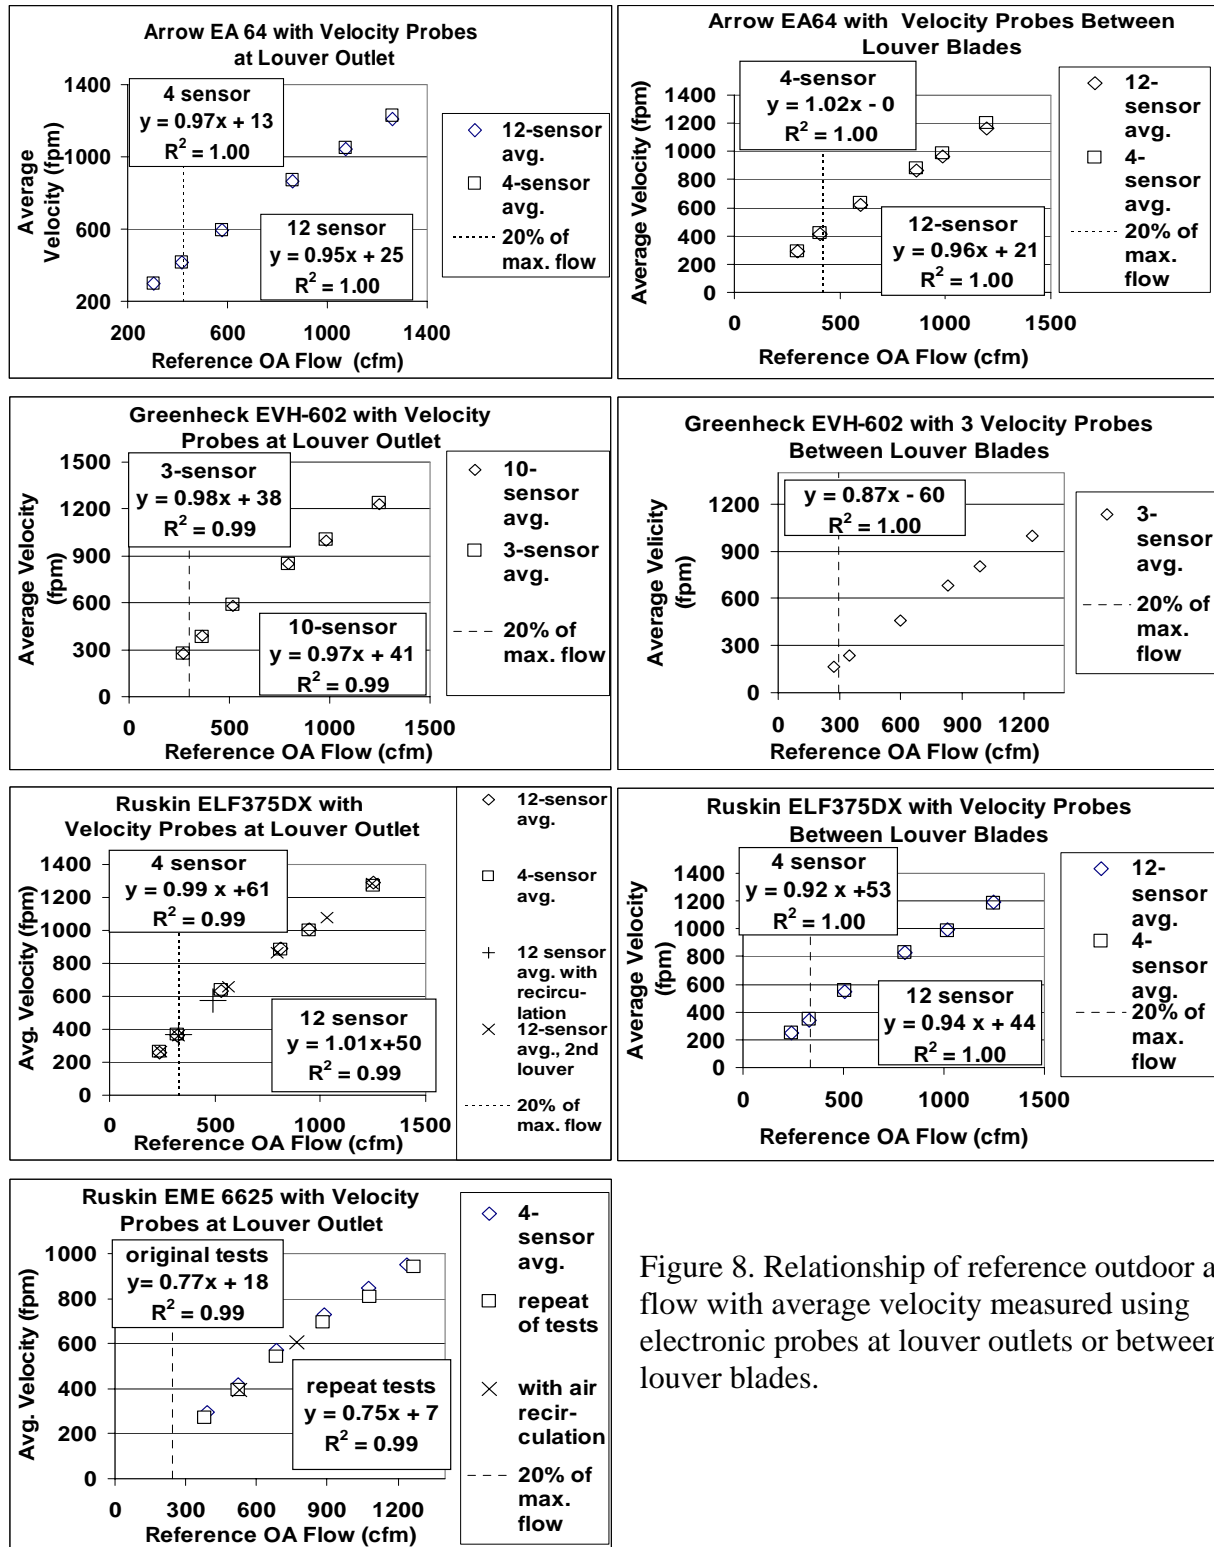 Arrow EA 64 with Velocity Probes
at Louver Outlet
Average
Velocity (fpm)
1400
1000
600
200
4 sensor
y = 0.97x + 13
R² = 1.00
12 sensor
y = 0.95x + 25
R² = 1.00
200 600 1000 1400
Reference OA Flow (cfm)
12-sensor
avg.
4-sensor
avg.
20% of
max. flow
Arrow EA64 with Velocity Probes Between
Louver Blades
Average Velocity (fpm)
1400
1200
1000
800
600
400
200
0
4-sensor
y = 1.02x - 0
R² = 1.00
12-sensor
y = 0.96x + 21
R² = 1.00
0 500 1000 1500
Reference OA Flow (cfm)
12-
sensor
avg.
4-
sensor
avg.
20% of
max.
flow
Greenheck EVH-602 with Velocity
Probes at Louver Outlet
Average Velocity
(fpm)
1500
1200
900
600
300
0
3-sensor
y = 0.98x + 38
R² = 0.99
10-sensor
y = 0.97x + 41
R² = 0.99
0 500 1000 1500
Reference OA Flow (cfm)
10-
sensor
avg.
3-sensor
avg.
20% of
max. flow
Greenheck EVH-602 with 3 Velocity Probes
Between Louver Blades
Average Velicity
(fpm)
1200
900
600
300
0
y = 0.87x - 60
R² = 1.00
0 300 600 900 1200
Reference OA Flow (cfm)
3-
sensor
avg.
20% of
max.
flow
Ruskin ELF375DX with
Velocity Probes at Louver Outlet
Avg. Velocity (fpm)
1400
1200
1000
800
600
400
200
0
4 sensor
y = 0.99 x +61
R² = 0.99
12 sensor
y = 1.01x+50
R² = 0.99
0 500 1000 1500
Reference OA Flow (cfm)
12-sensor
avg.
4-sensor
avg.
12 sensor
avg. with
recircu-
lation
12-sensor
avg., 2nd
louver
20% of
max. flow
Ruskin ELF375DX with Velocity Probes
Between Louver Blades
Average Velocity
(fpm)
1400
1200
1000
800
600
400
200
0
4 sensor
y = 0.92 x +53
R² = 1.00
12 sensor
y = 0.94 x + 44
R² = 1.00
0 500 1000 1500
Reference OA Flow (cfm)
12-
sensor
avg.
4-
sensor
avg.
20% of
max.
flow
Ruskin EME 6625 with Velocity
Probes at Louver Outlet
Avg. Velocity (fpm)
1000
800
600
400
200
0
original tests
y= 0.77x + 18
R² = 0.99
repeat tests
y = 0.75x + 7
R² = 0.99
0 300 600 900 1200
Reference OA Flow (cfm)
4-
sensor
avg.
repeat
of tests
with air
recir-
culation
20% of
max.
flow
Figure 8. Relationship of reference outdoor a
flow with average velocity measured using
electronic probes at louver outlets or between
louver blades.